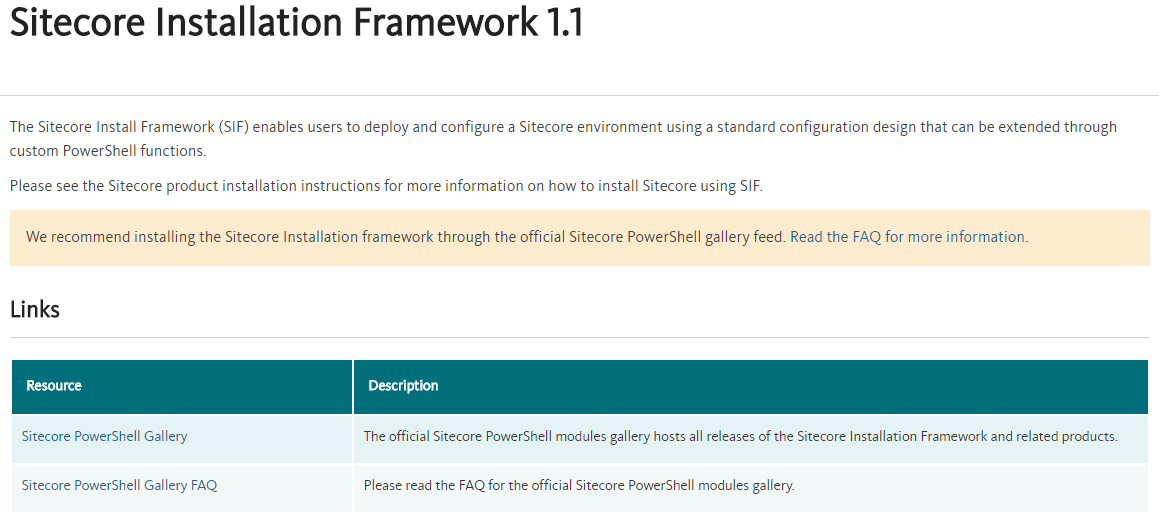 Sitecore Installation Framework 1.1
The Sitecore Install Framework (SIF) enables users to deploy and configure a Sitecore environment using a standard configuration design that can be extended through
custom PowerShell functions.
Please see the Sitecore product installation instructions for more information on how to install Sitecore using SIF.
We recommend installing the Sitecore Installation framework through the official Sitecore PowerShell gallery feed. Read the FAQ for more information.
Links
Resource Description
Sitecore PowerShell Gallery The official Sitecore PowerShell modules gallery hosts all releases of the Sitecore Installation Framework and related products.
Sitecore PowerShell Gallery FAQ Please read the FAQ for the official Sitecore PowerShell modules gallery.